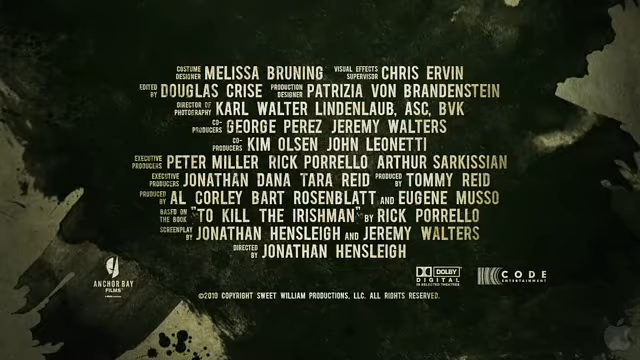 COSTUME DESIGNER MELISSA BRUNING VISUAL EFFECTS SUPERVISOR CHRIS ERVIN
EDITED BY DOUGLAS CRISE PRODUCTION DESIGNER PATRIZIA VON BRANDENSTEIN
DIRECTOR OF PHOTOGRAPHY KARL WALTER LINDENLAUB, ASC, BVK
CO-PRODUCERS GEORGE PEREZ JEREMY WALTERS
CO-PRODUCERS KIM OLSEN JOHN LEONETTI
EXECUTIVE PRODUCERS PETER MILLER RICK PORRELLO ARTHUR SARKISSIAN
EXECUTIVE PRODUCERS JONATHAN DANA TARA REID PRODUCED BY TOMMY REID
PRODUCED BY AL CORLEY BART ROSENBLATT AND EUGENE MUSSO
BASED ON THE BOOK "TO KILL THE IRISHMAN" BY RICK PORRELLO
SCREENPLAY BY JONATHAN HENSLEIGH AND JEREMY WALTERS
DIRECTED BY JONATHAN HENSLEIGH
ANCHOR BAY
FILMS
DOLBY
DIGITAL
IN SELECTED THEATRES
CODE
ENTERTAINMENT
©2010 COPYRIGHT SWEET WILLIAM PRODUCTIONS, LLC. ALL RIGHTS RESERVED.